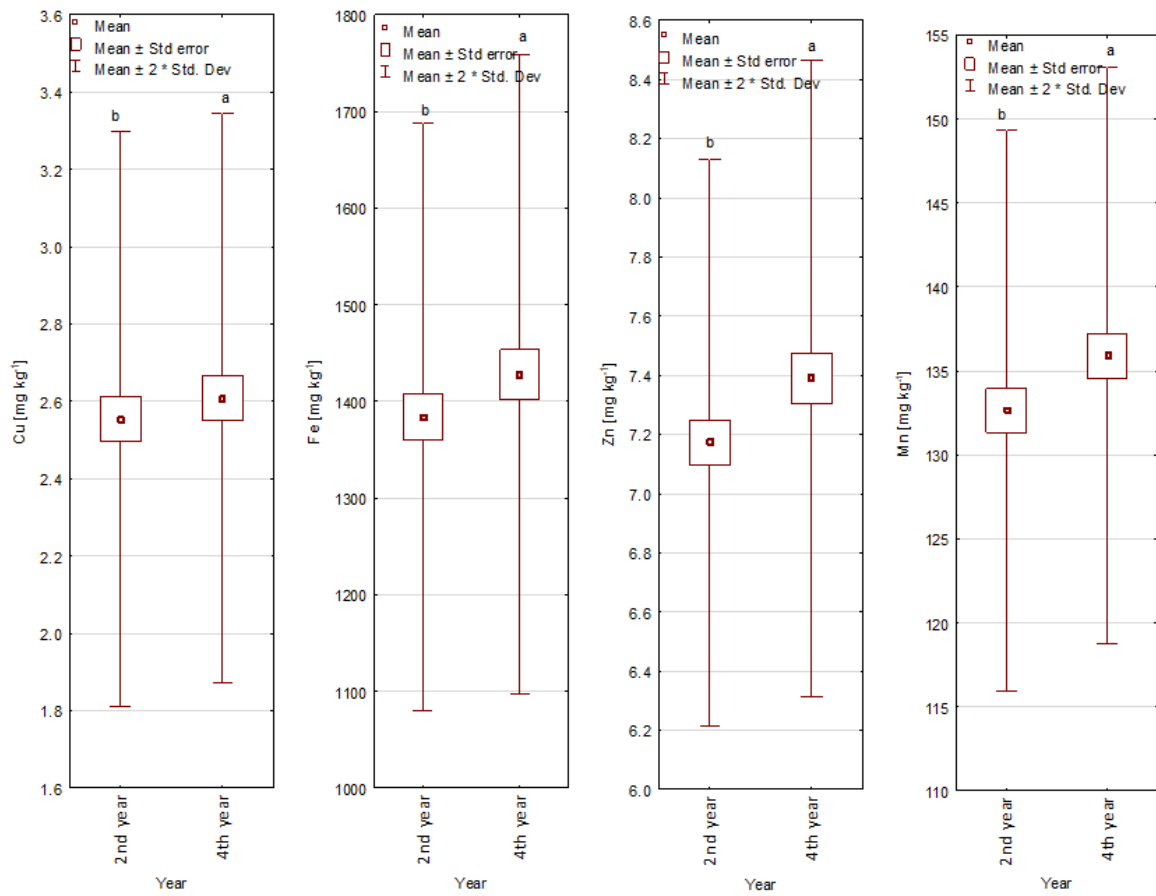 3.6
3.4
3.2
3.0
2.8
2.6
2.4
2.2
2.0
1.8
1.6
Cu [mg kg⁻¹]
Mean
Mean ± Std error
Mean ± 2 * Std. Dev
b
a
2nd year
4th year
Year
1800
1700
1600
1500
1400
1300
1200
1100
1000
Fe [mg kg⁻¹]
Mean
Mean ± Std error
Mean ± 2 * Std. Dev
b
a
2nd year
4th year
Year
8.6
8.4
8.2
8.0
7.8
7.6
7.4
7.2
7.0
6.8
6.6
6.4
6.2
6.0
Zn [mg kg⁻¹]
Mean
Mean ± Std error
Mean ± 2 * Std. Dev
b
a
2nd year
4th year
Year
155
150
145
140
135
130
125
120
115
110
Mn [mg kg⁻¹]
Mean
Mean ± Std error
Mean ± 2 * Std. Dev
b
a
2nd year
4th year
Year